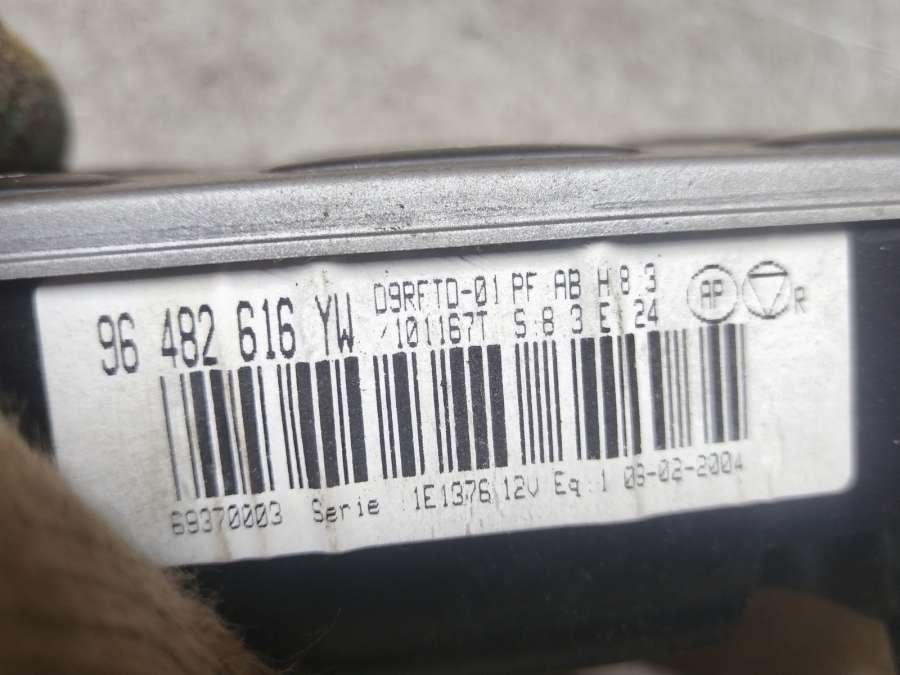 96 482 616 YW D9RFTD-01 PF AB H 8 3
/101167T S:8 3 E 24
AP R
69370003 Serie :1E1376 12V Eq:1 03-02-2004